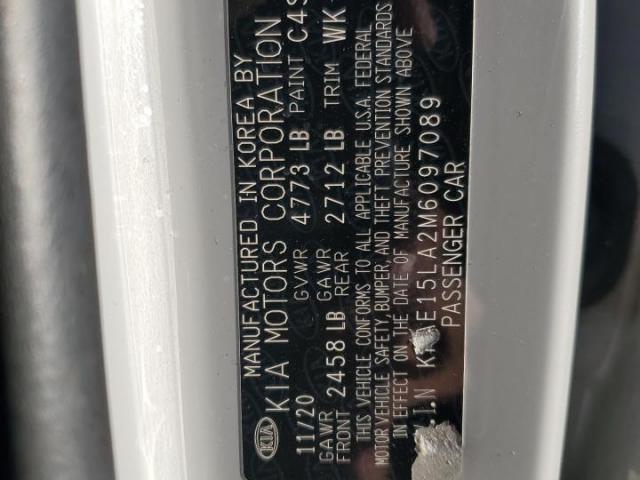 KIA
MANUFACTURED IN KOREA BY
KIA MOTORS CORPORATION
11/20 GVWR 4773 LB PAINT C4S
GAWR FRONT 2458 LB GAWR REAR 2712 LB TRIM WK
THIS VEHICLE CONFORMS TO ALL APPLICABLE U.S.A. FEDERAL
MOTOR VEHICLE SAFETY, BUMPER, AND THEFT PREVENTION STANDARDS
IN EFFECT ON THE DATE OF MANUFACTURE SHOWN ABOVE
E15LA2M6097089
PASSENGER CAR